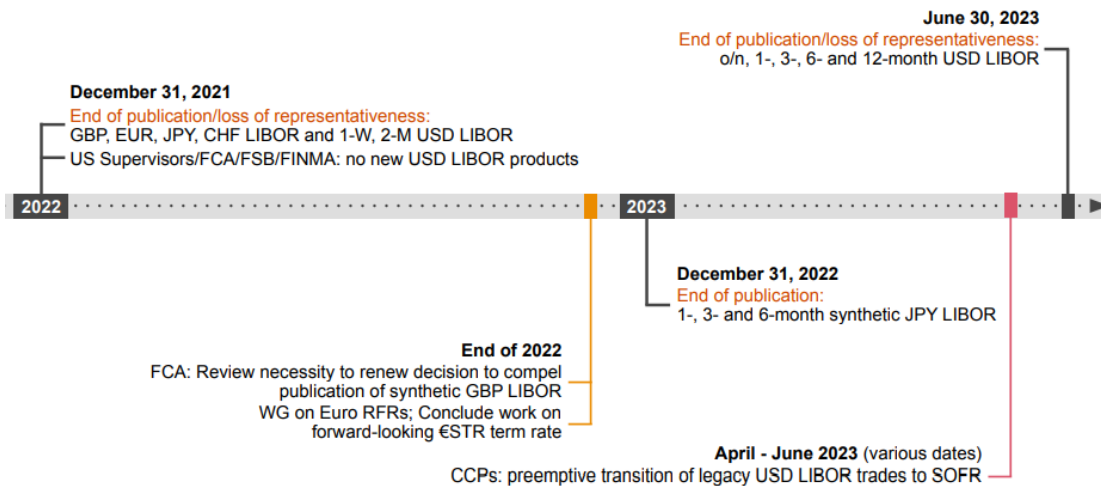 June 30, 2023
End of publication/loss of representativeness:
o/n, 1-, 3-, 6- and 12-month USD LIBOR
December 31, 2021
End of publication/loss of representativeness:
GBP, EUR, JPY, CHF LIBOR and 1-W, 2-M USD LIBOR
US Supervisors/FCA/FSB/FINMA: no new USD LIBOR products
2022
2023
December 31, 2022
End of publication:
1-, 3- and 6-month synthetic JPY LIBOR
End of 2022
FCA: Review necessity to renew decision to compel
publication of synthetic GBP LIBOR
WG on Euro RFRs; Conclude work on
forward-looking €STR term rate
April - June 2023 (various dates)
CCPs: preemptive transition of legacy USD LIBOR trades to SOFR